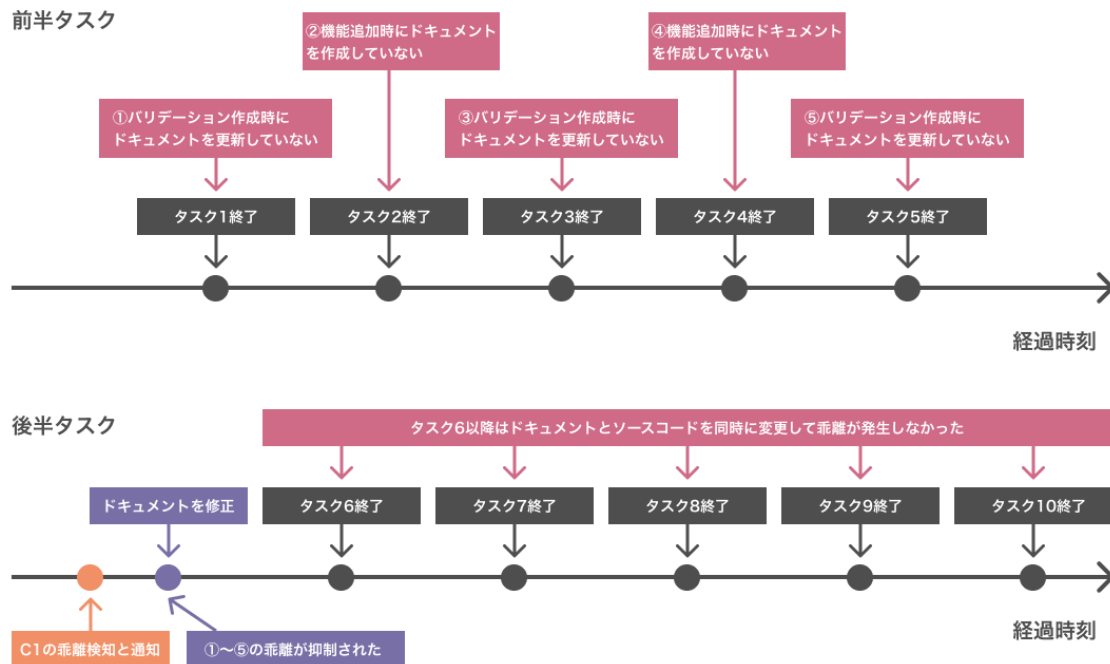 前半タスク
②機能追加時にドキュメント
を作成していない
④機能追加時にドキュメント
を作成していない
①バリデーション作成時に
ドキュメントを更新していない
③バリデーション作成時に
ドキュメントを更新していない
⑤バリデーション作成時に
ドキュメントを更新していない
タスク1終了
タスク2終了
タスク3終了
タスク4終了
タスク5終了
経過時刻
後半タスク
タスク6以降はドキュメントとソースコードを同時に変更して乖離が発生しなかった
ドキュメントを修正
タスク6終了
タスク7終了
タスク8終了
タスク9終了
タスク10終了
経過時刻
C1の乖離検知と通知
①〜⑤の乖離が抑制された